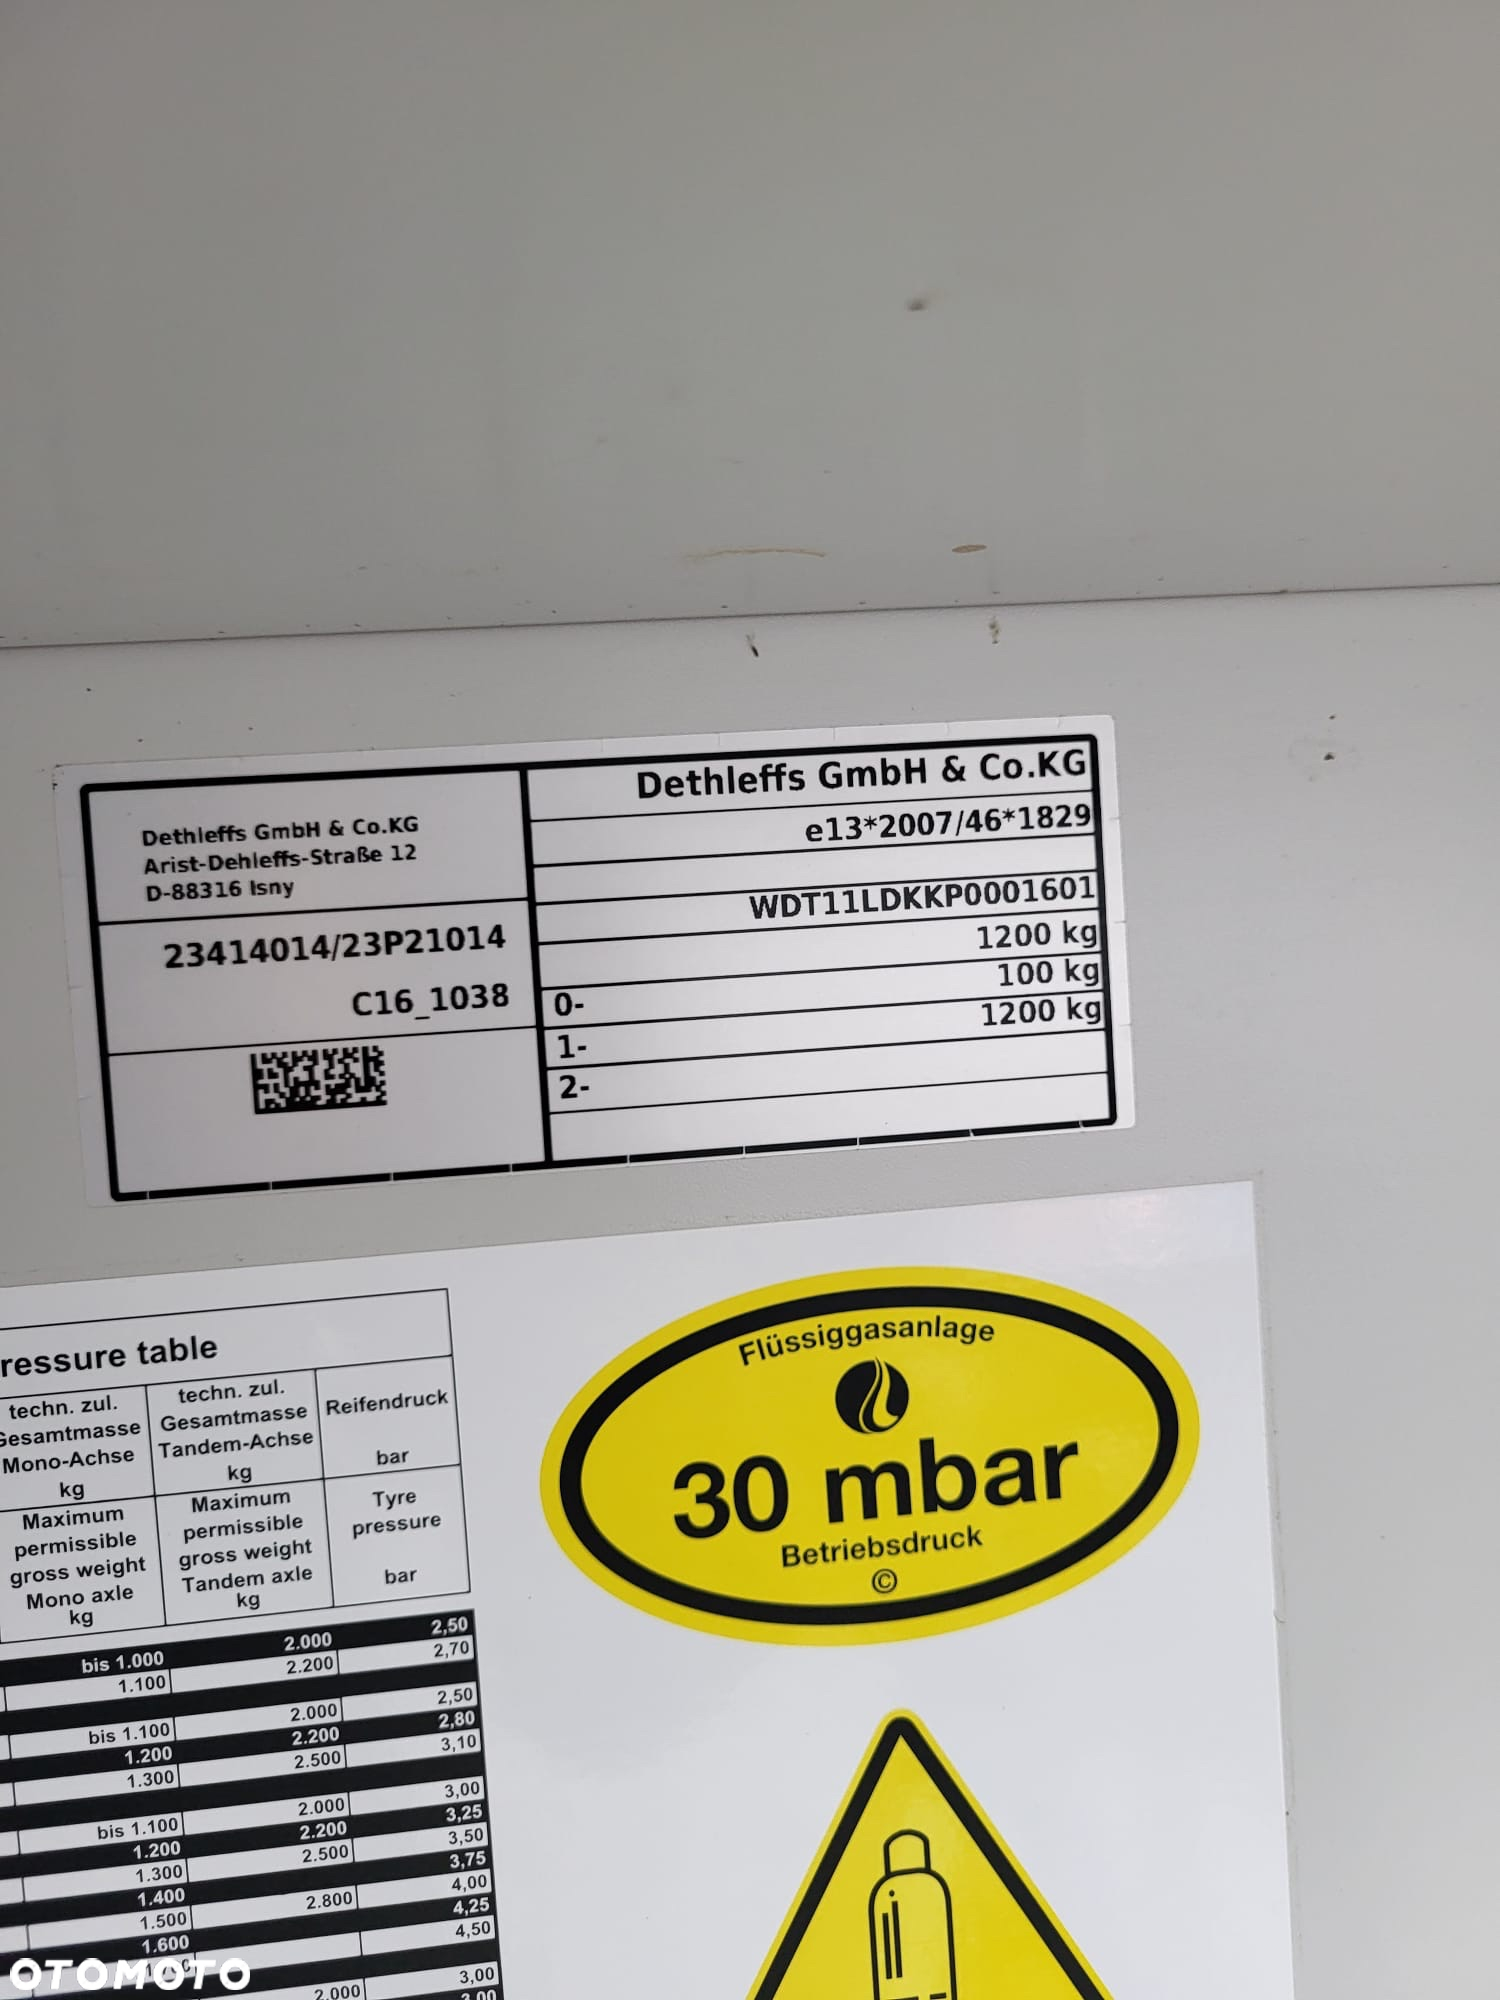 Dethleffs GmbH & Co.KG
Arist-Dehleffs-Straße 12
D-88316 Isny
23414014/23P21014
C16_1038
Dethleffs GmbH & Co.KG
e13*2007/46*1829
WDT11LDKKP0001601
1200 kg
0- 100 kg
1- 1200 kg
2-
ressure table
techn. zul.
Gesamtmasse
Mono-Achse
kg
techn. zul.
Gesamtmasse
Tandem-Achse
kg
Reifendruck
bar
Maximum
permissible
gross weight
Mono axle
kg
Maximum
permissible
gross weight
Tandem axle
kg
Tyre
pressure
bar
bis 1.000 2.000 2,50
1.100 2.200 2,70
bis 1.100 2.000 2,50
1.200 2.200 2,80
1.300 2.500 3,10
bis 1.100 2.000 3,00
1.200 2.200 3,25
1.300 2.500 3,50
1.400 3,75
1.500 2.800 4,00
1.600 4,25
4,50
2.000 3,00
Flüssiggasanlage
30 mbar
Betriebsdruck
©
OTOMOTO